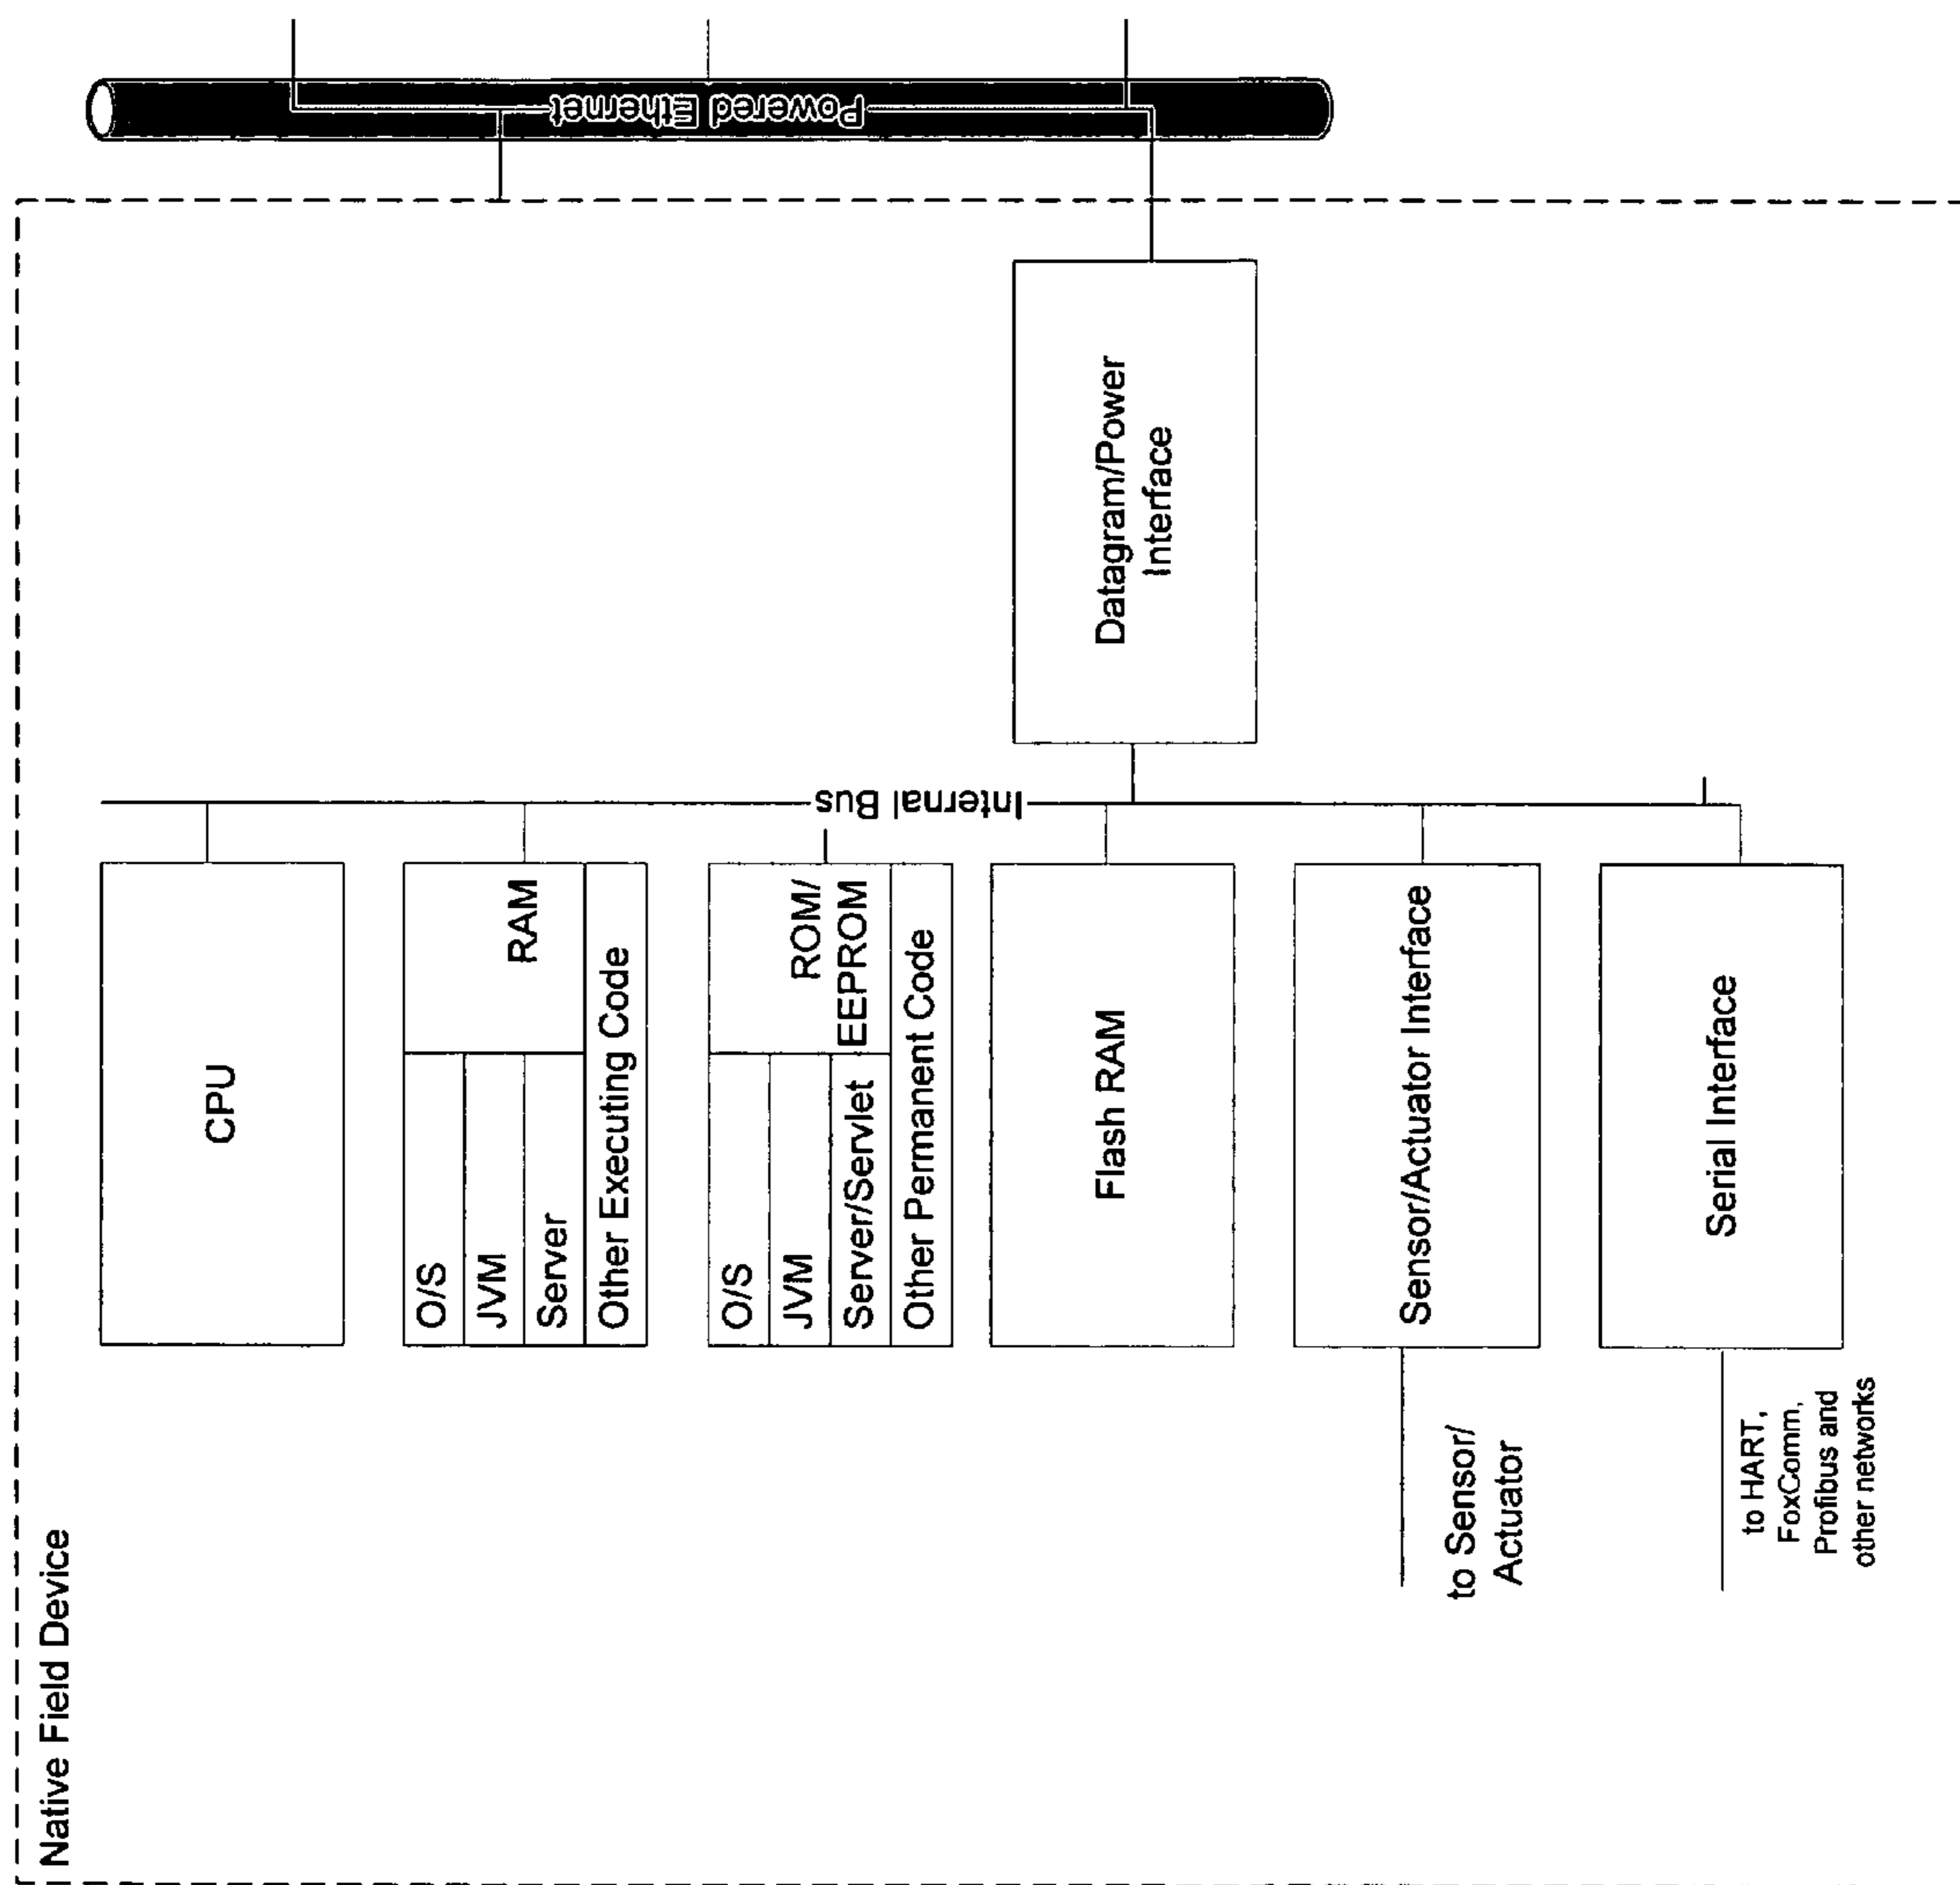 Native Field Device
CPU
O/S
JVM
Server
RAM
Other Executing Code
O/S
JVM
Server/Servlet
ROM/
EEPROM
Other Permanent Code
Flash RAM
Sensor/Actuator Interface
Serial Interface
to Sensor/
Actuator
to HART,
FoxComm,
Profibus and
other networks
Internal Bus
Datagram/Power
Interface
Powered Ethernet